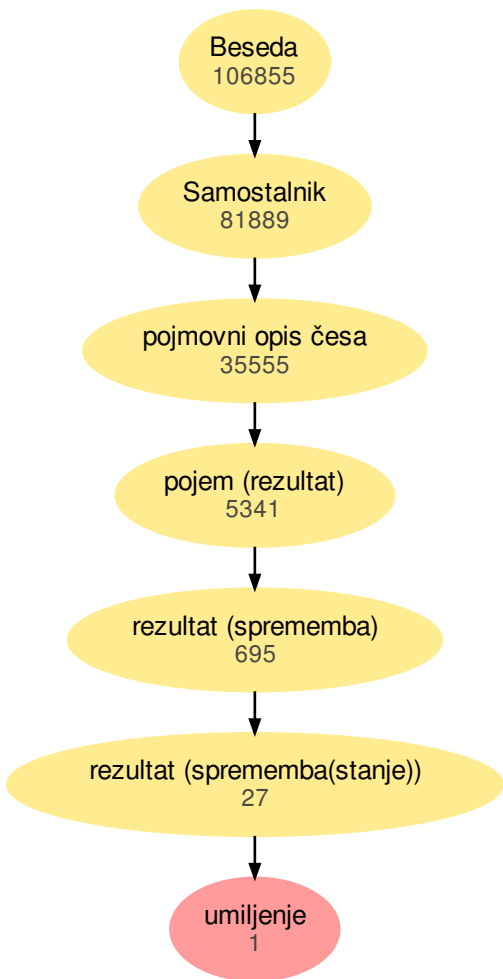 Beseda
106855
Samostalnik
81889
pojmovni opis česa
35555
pojem (rezultat)
5341
rezultat (sprememba)
695
rezultat (sprememba(stanje))
27
umiljenje
1